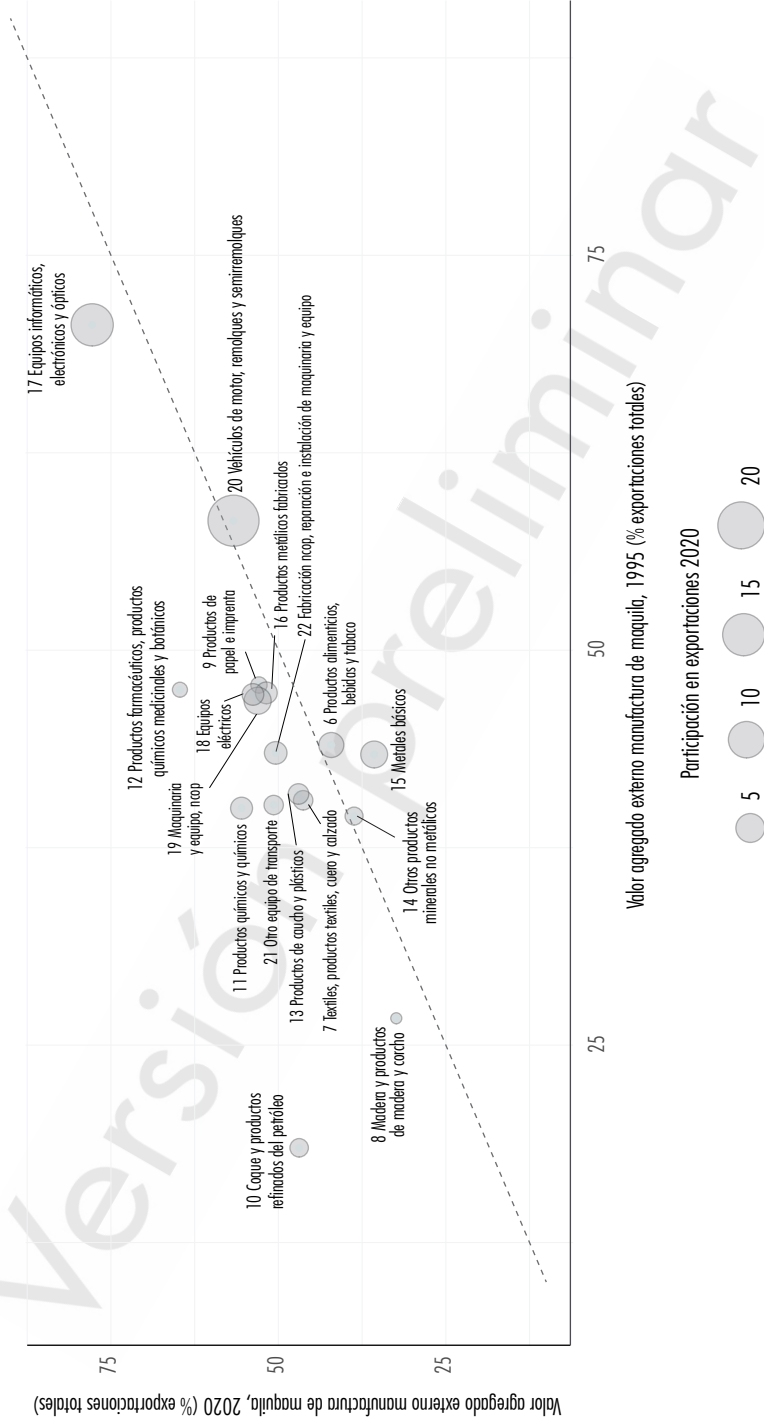 Versión preliminar
Valor agregado externo manufactura de maquila, 2020 (% exportaciones totales)
75
50
25
17 Equipos informáticos,
electrónicos y ópticos
20 Vehículos de motor, remolques y semirremolques
12 Productos farmacéuticos, productos
químicos medicinales y botánicos
9 Productos de
papel e imprenta
16 Productos metálicos fabricados
22 Fabricación ncop, reparación e instalación de maquinaria y equipo
18 Equipos
eléctricos
19 Maquinaria
y equipo, ncop
6 Productos alimenticios,
bebidas y tabaco
15 Metales básicos
11 Productos químicos y químicos
21 Otro equipo de transporte
13 Productos de caucho y plásticos
7 Textiles, productos textiles, cuero y calzado
14 Otros productos
minerales no metálicos
10 Coque y productos
refinados del petróleo
8 Madera y productos
de madera y corcho
25
50
75
Valor agregado externo manufactura de maquila, 1995 (% exportaciones totales)
Participación en exportaciones 2020
5
10
15
20